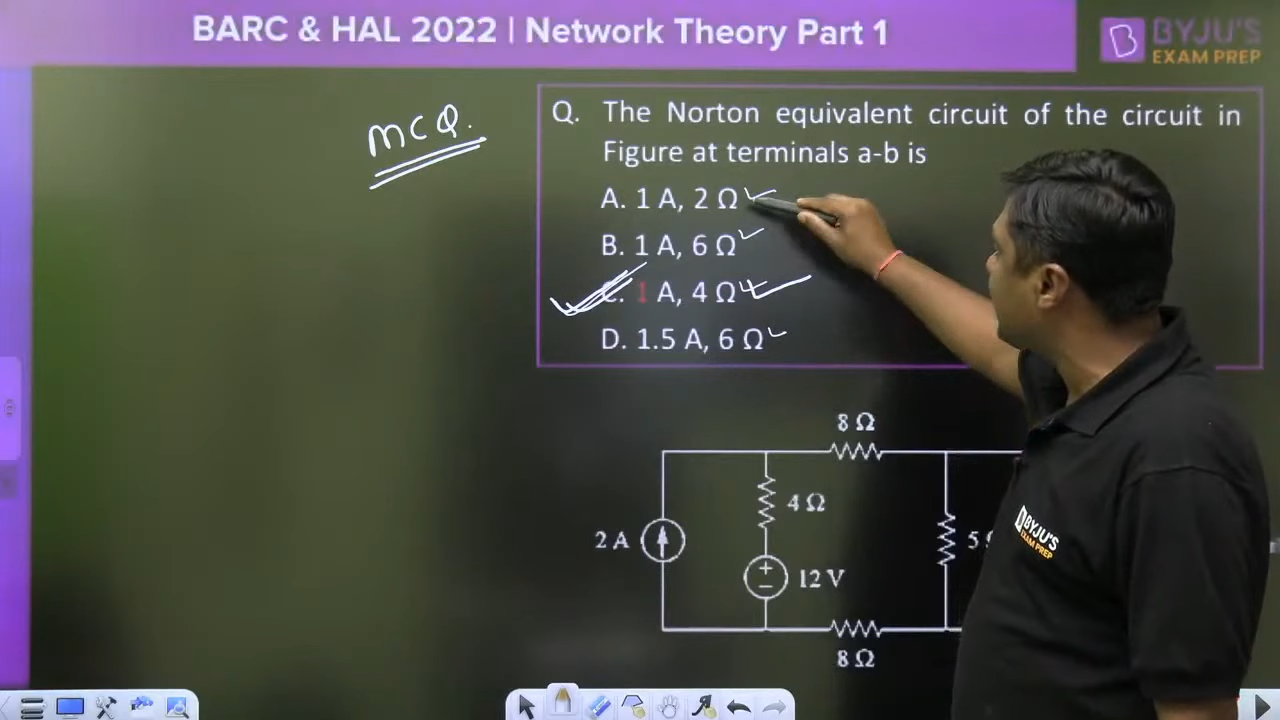 BARC & HAL 2022 | Network Theory Part 1
BYJU'S
EXAM PREP
MCQ.
Q. The Norton equivalent circuit of the circuit in
Figure at terminals a-b is
A. 1 A, 2 Ω
B. 1 A, 6 Ω
C. 1 A, 4 Ω
D. 1.5 A, 6 Ω
8 Ω
4 Ω
2 A
5
12 V
8 Ω
BYJU'S
EXAM PREP